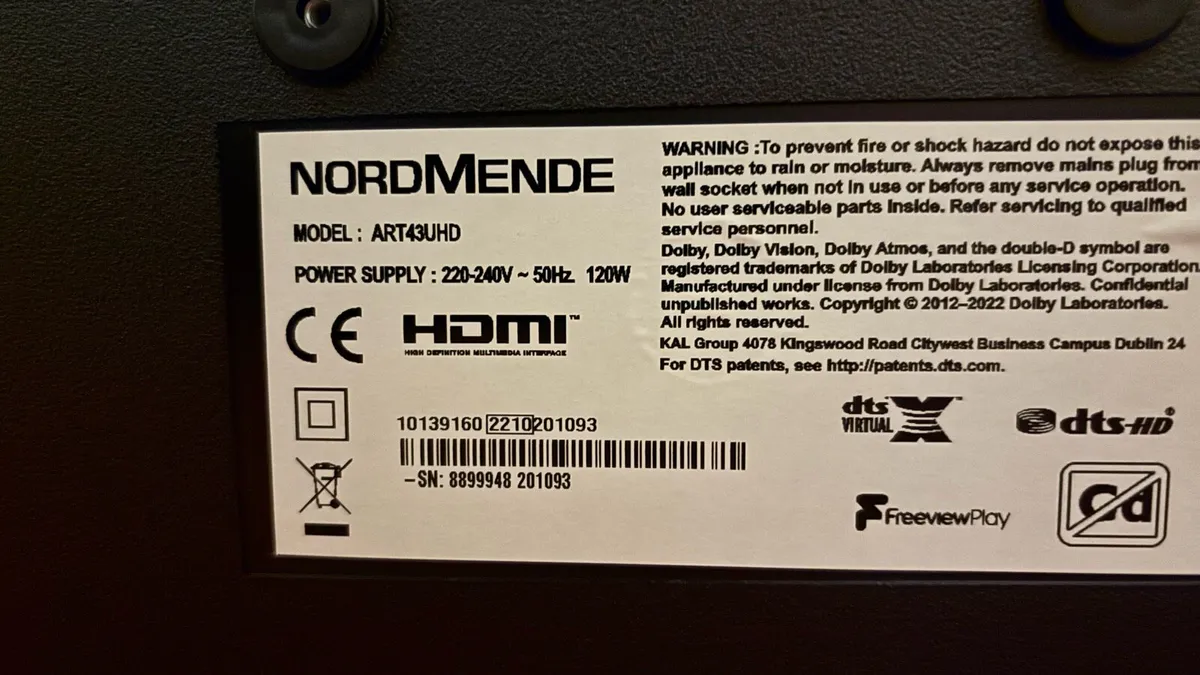 NORDMENDE
MODEL : ART43UHD
POWER SUPPLY : 220-240V ~ 50Hz 120W
CE
HDMI™
HIGH DEFINITION MULTIMEDIA INTERFACE
10139160 2210 201093
–SN: 8899948 201093
WARNING :To prevent fire or shock hazard do not expose this
appliance to rain or moisture. Always remove mains plug from
wall socket when not in use or before any service operation.
No user serviceable parts inside. Refer servicing to qualified
service personnel.
Dolby, Dolby Vision, Dolby Atmos, and the double-D symbol are
registered trademarks of Dolby Laboratories Licensing Corporation.
Manufactured under license from Dolby Laboratories. Confidential
unpublished works. Copyright © 2012–2022 Dolby Laboratories.
All rights reserved.
KAL Group 4078 Kingswood Road Citywest Business Campus Dublin 24
For DTS patents, see http://patents.dts.com.
dts X™
VIRTUAL
dts-HD®
FreeviewPlay
Cd